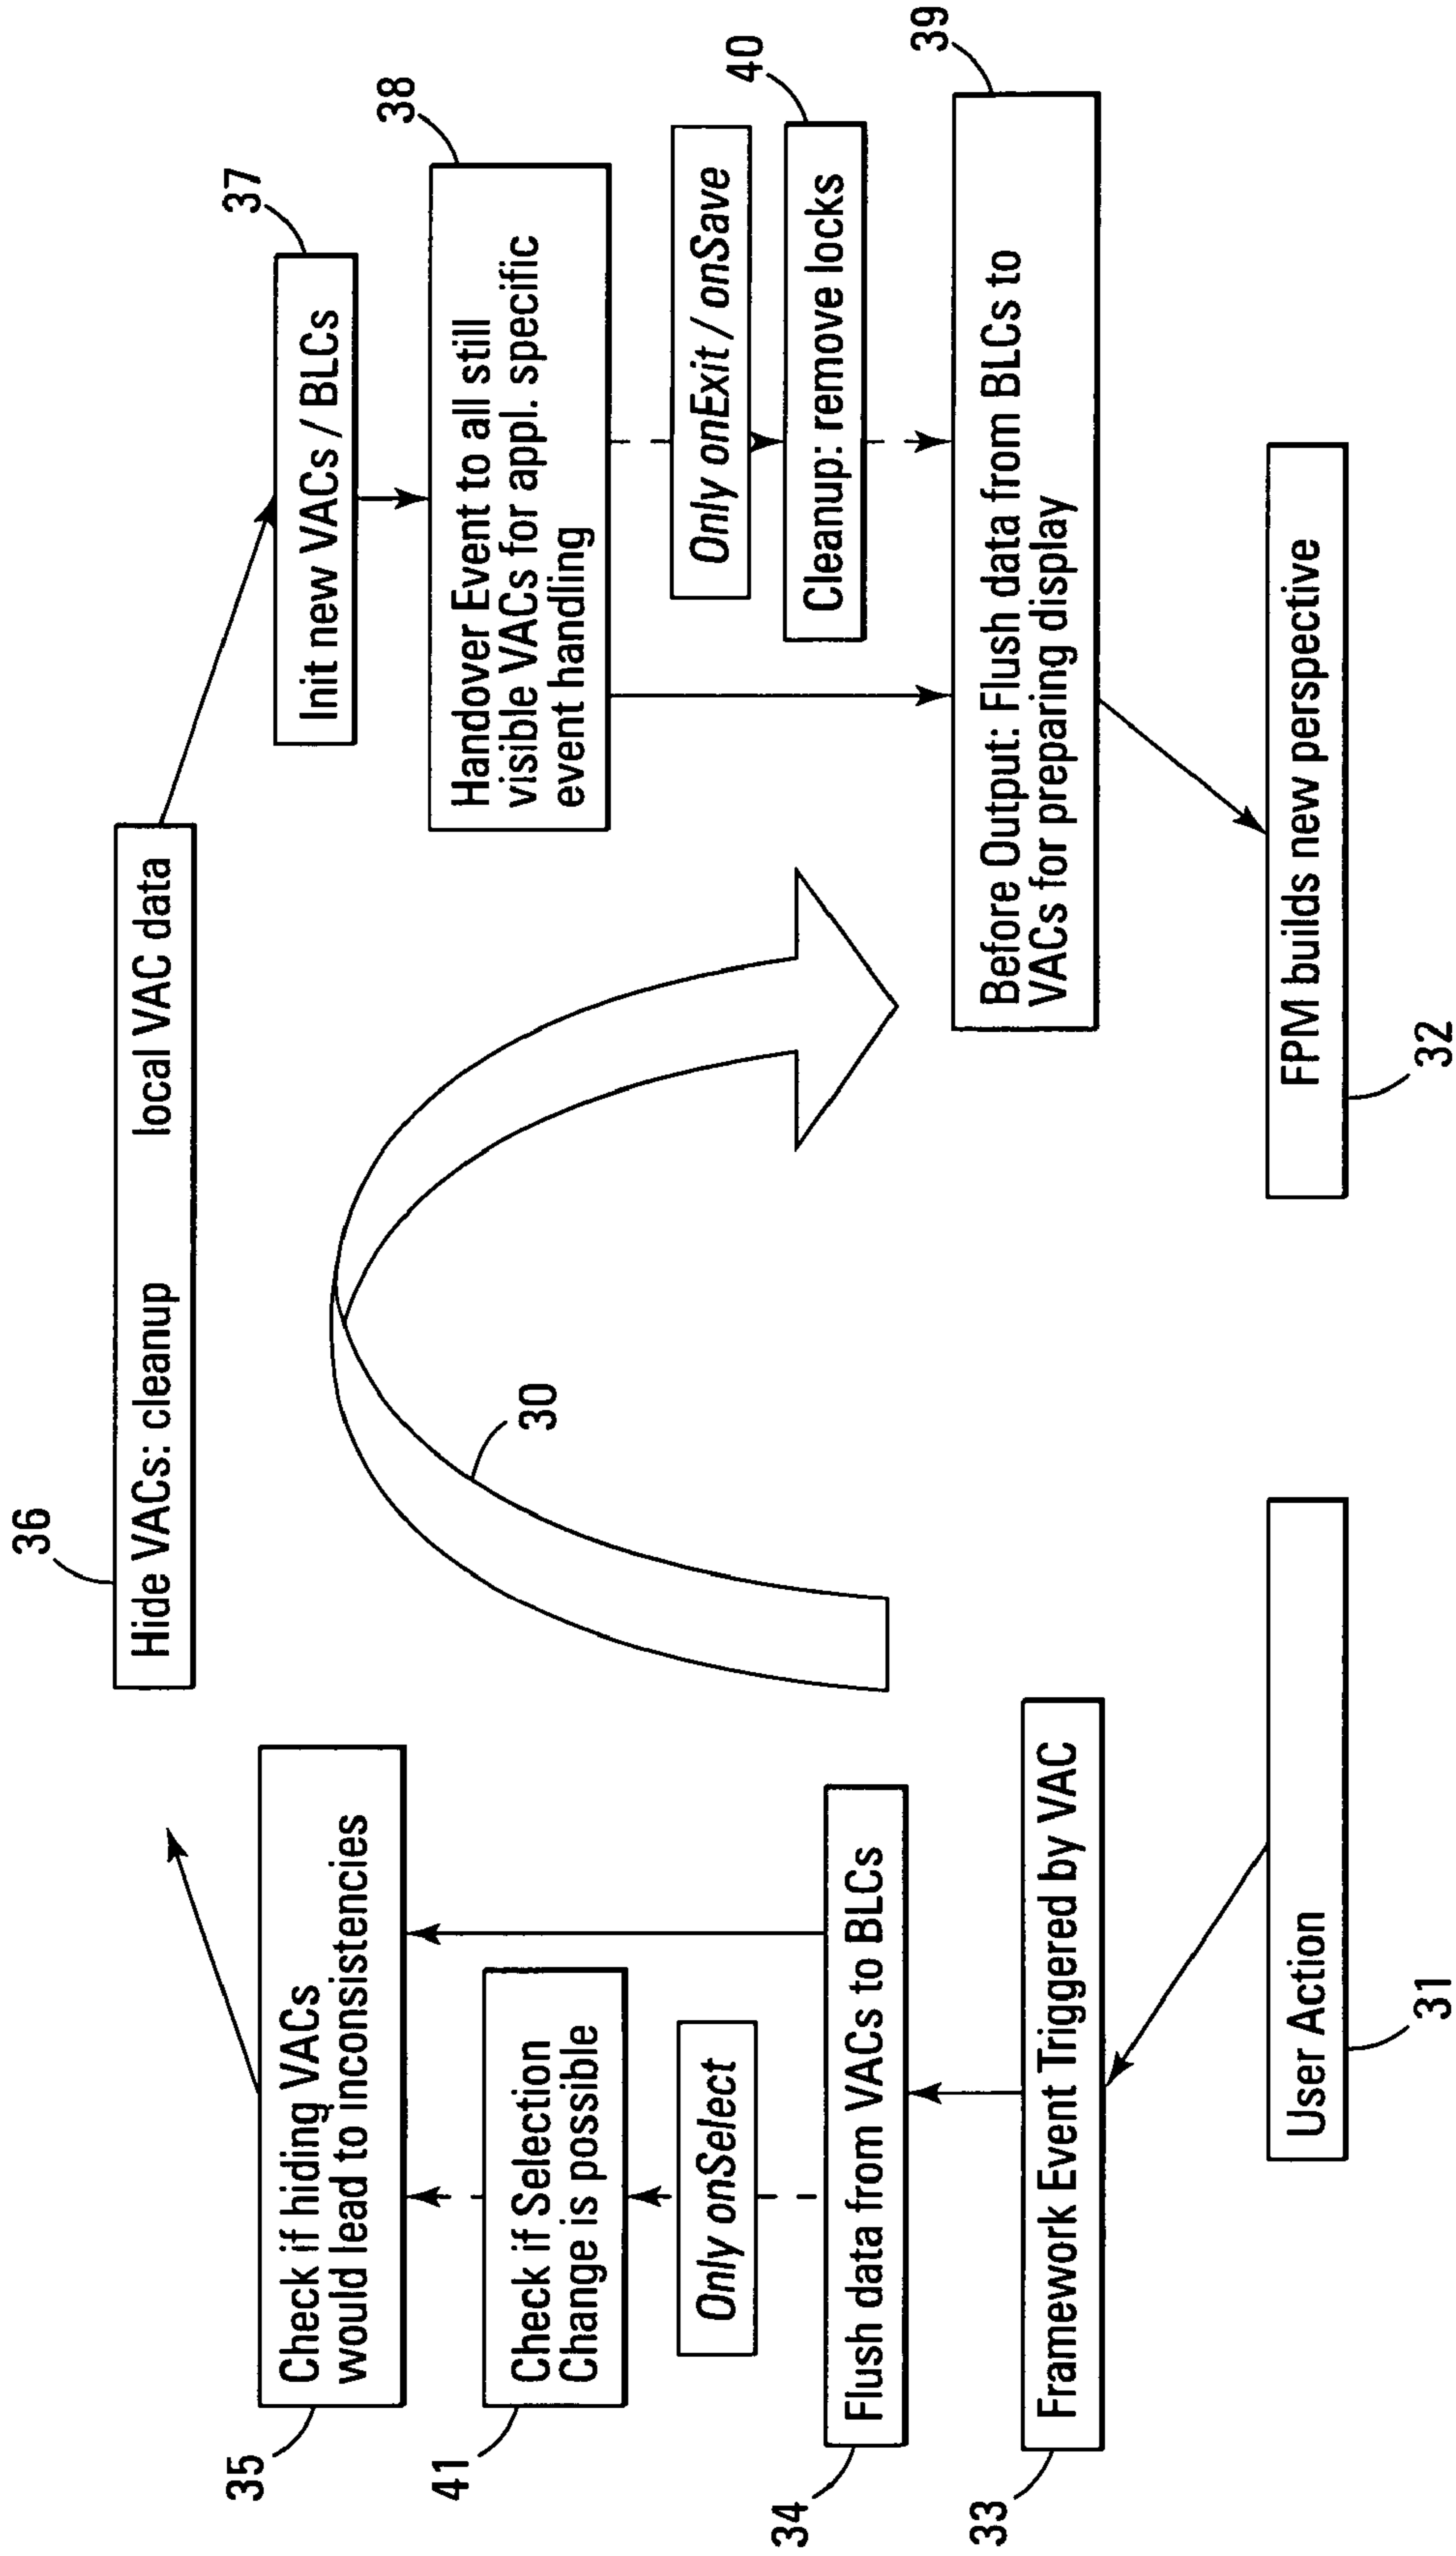 36
Hide VACs: cleanup local VAC data
37
Init new VACs / BLCs
35
Check if hiding VACs
would lead to inconsistencies
38
Handover Event to all still
visible VACs for appl. specific
event handling
41
Check if Selection
Change is possible
30
Only onSelect
Only onExit / onSave
40
Cleanup: remove locks
34
Flush data from VACs to BLCs
39
Before Output: Flush data from BLCs to
VACs for preparing display
33
Framework Event Triggered by VAC
User Action
31
FPM builds new perspective
32